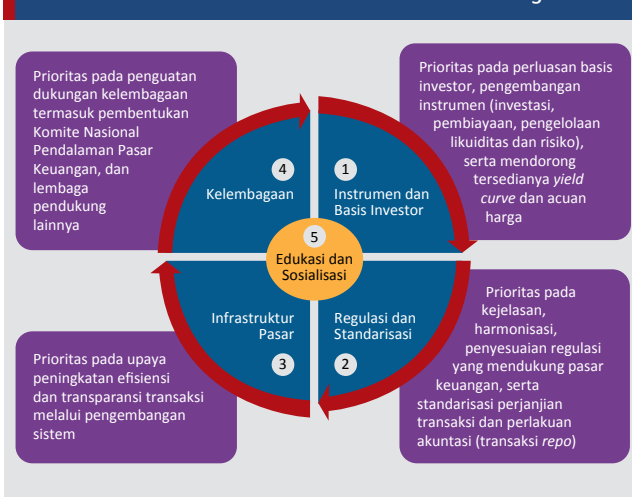 Prioritas pada penguatan
dukungan kelembagaan
termasuk pembentukan
Komite Nasional
Pendalaman Pasar
Keuangan, dan
lembaga
pendukung
lainnya
Prioritas pada perluasan basis
investor, pengembangan
instrumen (investasi,
pembiayaan, pengelolaan
likuiditas dan risiko),
serta mendorong
tersedianya yield
curve dan acuan
harga
4
Kelembagaan
1
Instrumen dan
Basis Investor
5
Edukasi dan
Sosialisasi
Infrastruktur
Pasar
3
Regulasi dan
Standarisasi
2
Prioritas pada upaya
peningkatan efisiensi
dan transparansi transaksi
melalui pengembangan
sistem
Prioritas pada
kejelasan,
harmonisasi,
penyesuaian regulasi
yang mendukung pasar
keuangan, serta
standarisasi perjanjian
transaksi dan perlakuan
akuntasi (transaksi repo)